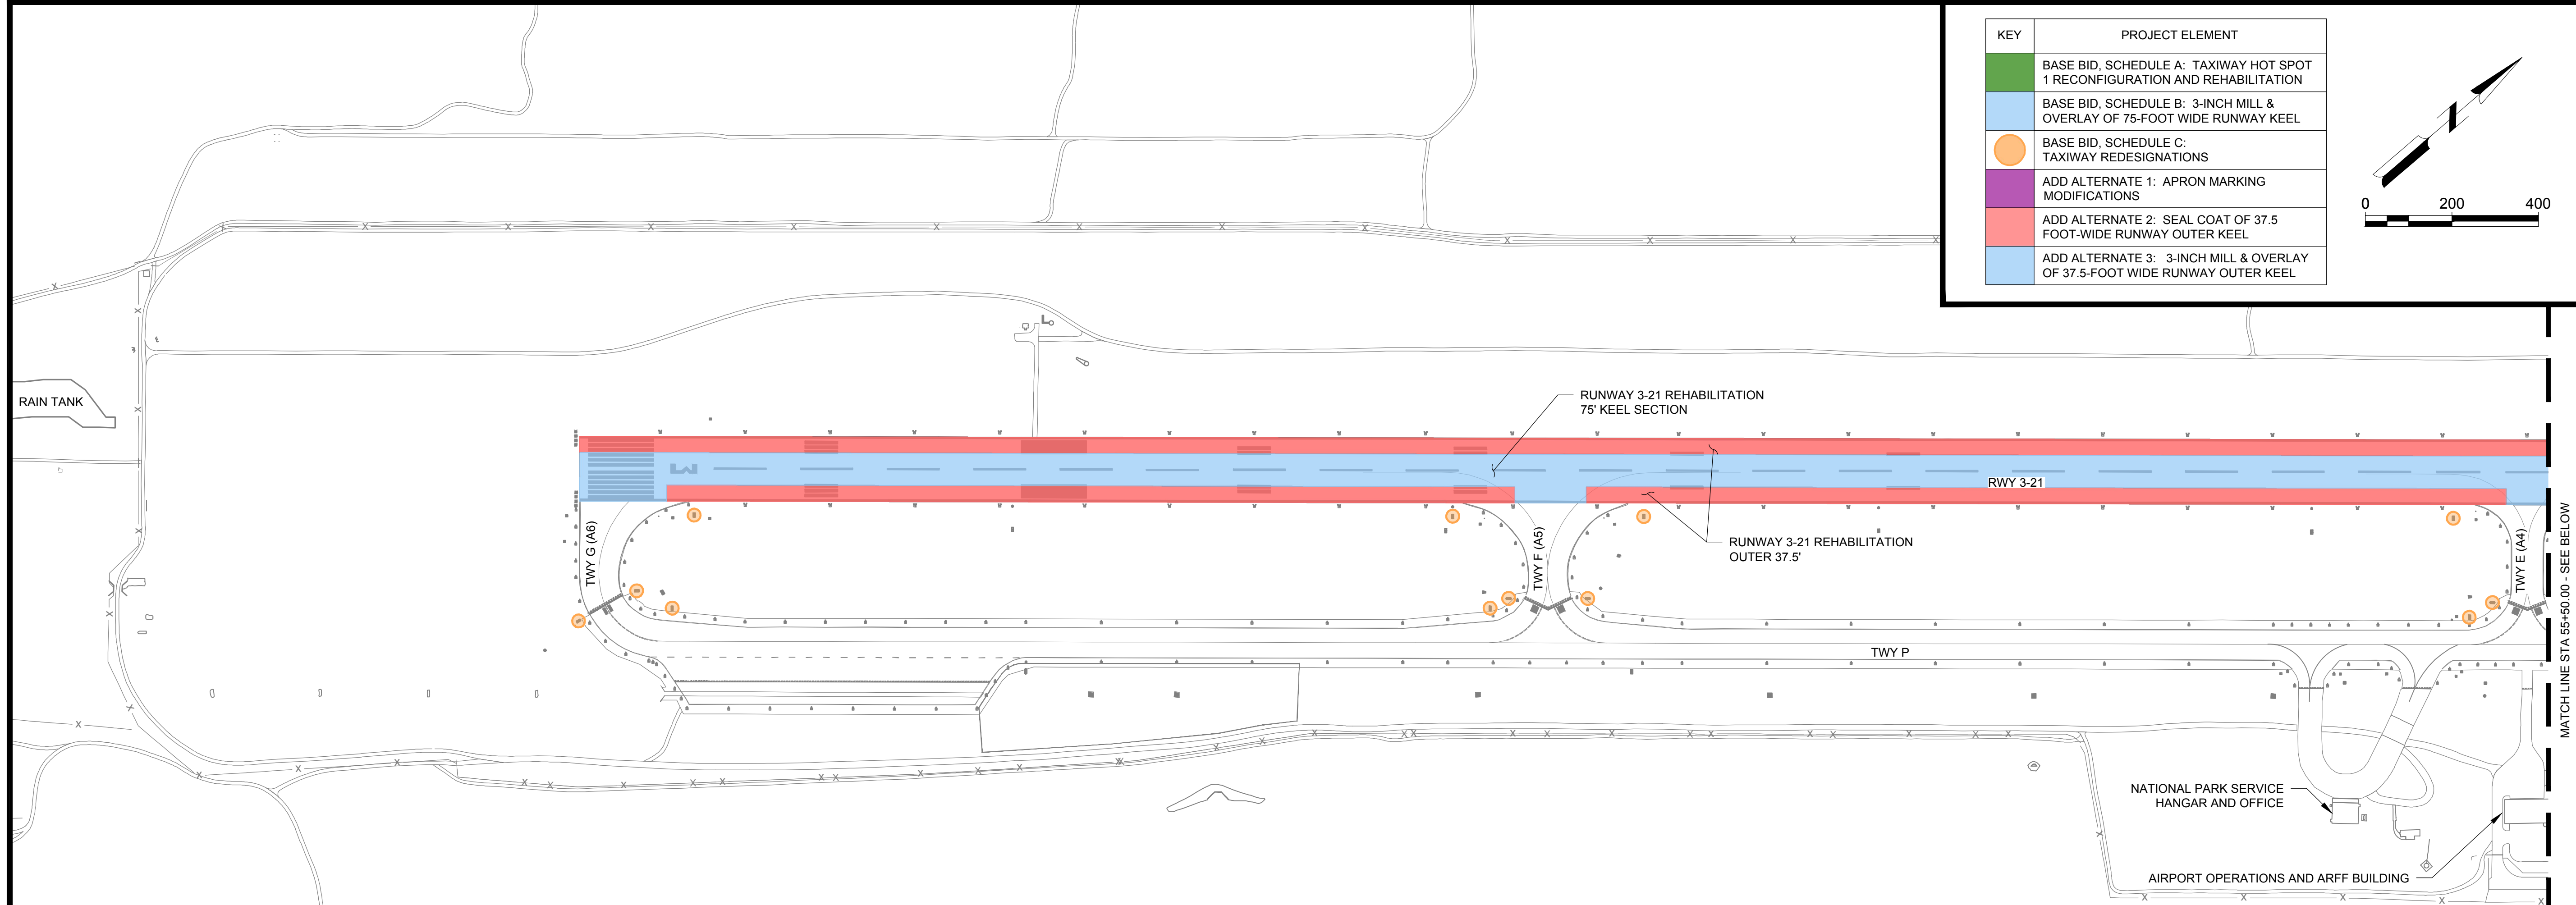 KEY PROJECT ELEMENT
BASE BID, SCHEDULE A: TAXIWAY HOT SPOT
1 RECONFIGURATION AND REHABILITATION
BASE BID, SCHEDULE B: 3-INCH MILL &
OVERLAY OF 75-FOOT WIDE RUNWAY KEEL
BASE BID, SCHEDULE C:
TAXIWAY REDESIGNATIONS
ADD ALTERNATE 1: APRON MARKING
MODIFICATIONS
ADD ALTERNATE 2: SEAL COAT OF 37.5
FOOT-WIDE RUNWAY OUTER KEEL
ADD ALTERNATE 3: 3-INCH MILL & OVERLAY
OF 37.5-FOOT WIDE RUNWAY OUTER KEEL
N
0 200 400
RAIN TANK
RUNWAY 3-21 REHABILITATION
75' KEEL SECTION
3
RWY 3-21
RUNWAY 3-21 REHABILITATION
OUTER 37.5'
TWY G (A6)
TWY F (A5)
TWY E (A4)
TWY P
MATCH LINE STA 55+50.00 - SEE BELOW
NATIONAL PARK SERVICE
HANGAR AND OFFICE
AIRPORT OPERATIONS AND ARFF BUILDING